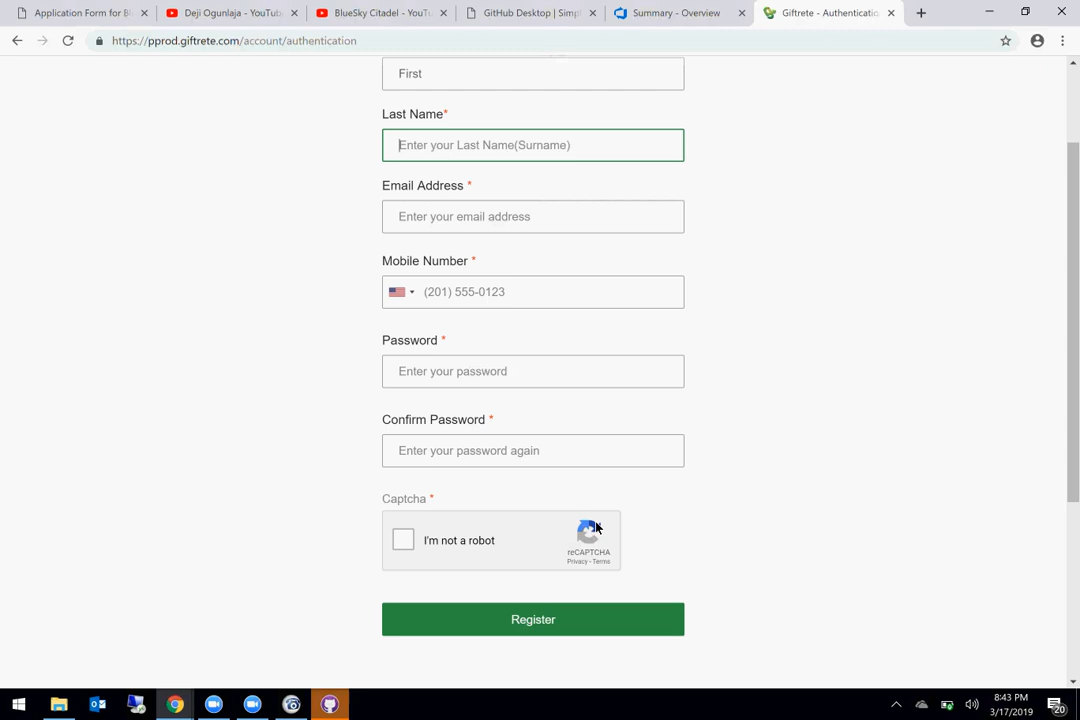 Application Form for Bl
Deji Ogunlaja - YouTub
BlueSky Citadel - YouTu
GitHub Desktop | Simpl
Summary - Overview
Giftrete - Authenticatio
https://pprod.giftrete.com/account/authentication
First
Last Name*
Enter your Last Name(Surname)
Email Address *
Enter your email address
Mobile Number *
(201) 555-0123
Password *
Enter your password
Confirm Password *
Enter your password again
Captcha *
I'm not a robot
reCAPTCHA
Privacy - Terms
Register
8:43 PM
3/17/2019
20